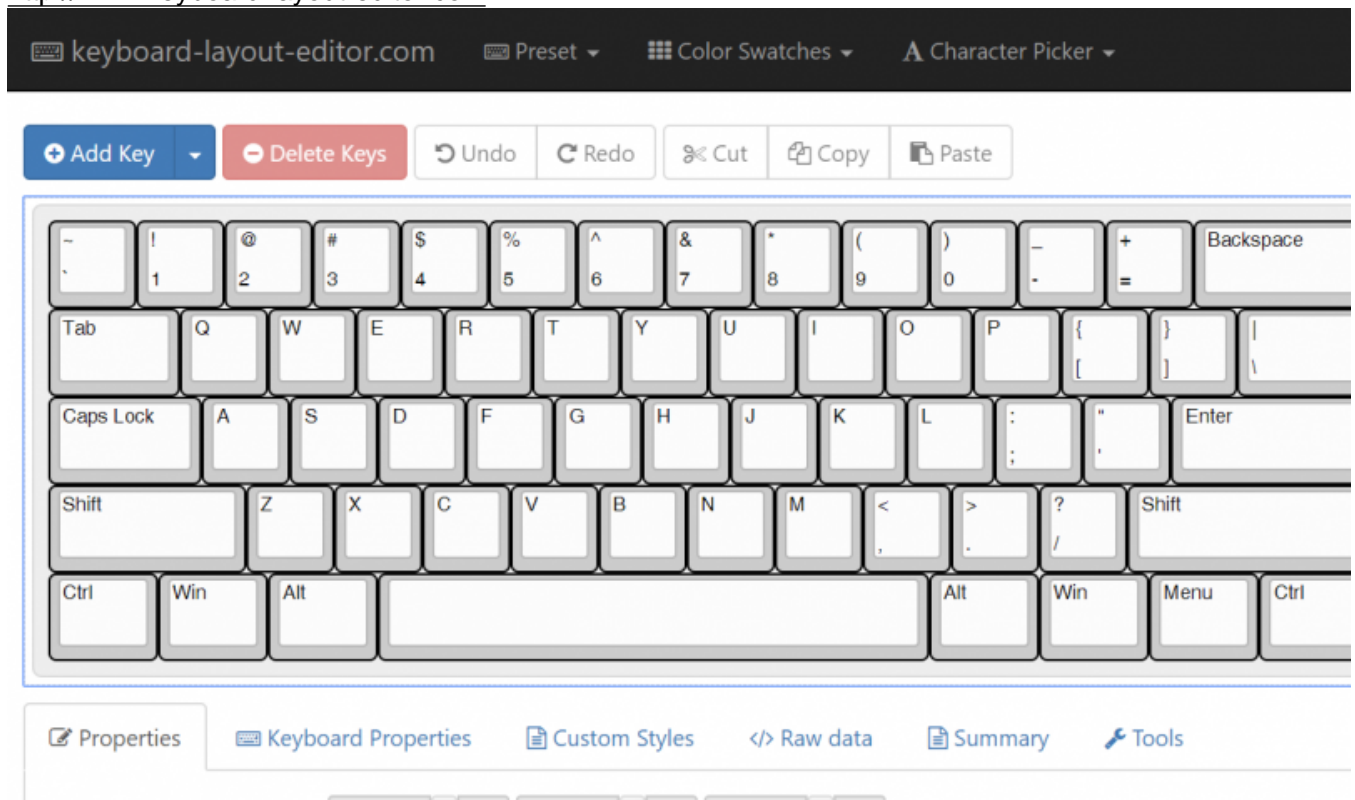 keyboard-layout-editor.com Preset Color Swatches A Character Picker
Add Key Delete Keys Undo Redo Cut Copy Paste
~ ! @ # $ % ^ & * ( ) _ + Backspace
` 1 2 3 4 5 6 7 8 9 0 - =
Tab Q W E R T Y U I O P { } |
[ ] \
Caps Lock A S D F G H J K L : " Enter
; '
Shift Z X C V B N M < > ? Shift
, . /
Ctrl Win Alt Alt Win Menu Ctrl
Properties Keyboard Properties Custom Styles </> Raw data Summary Tools